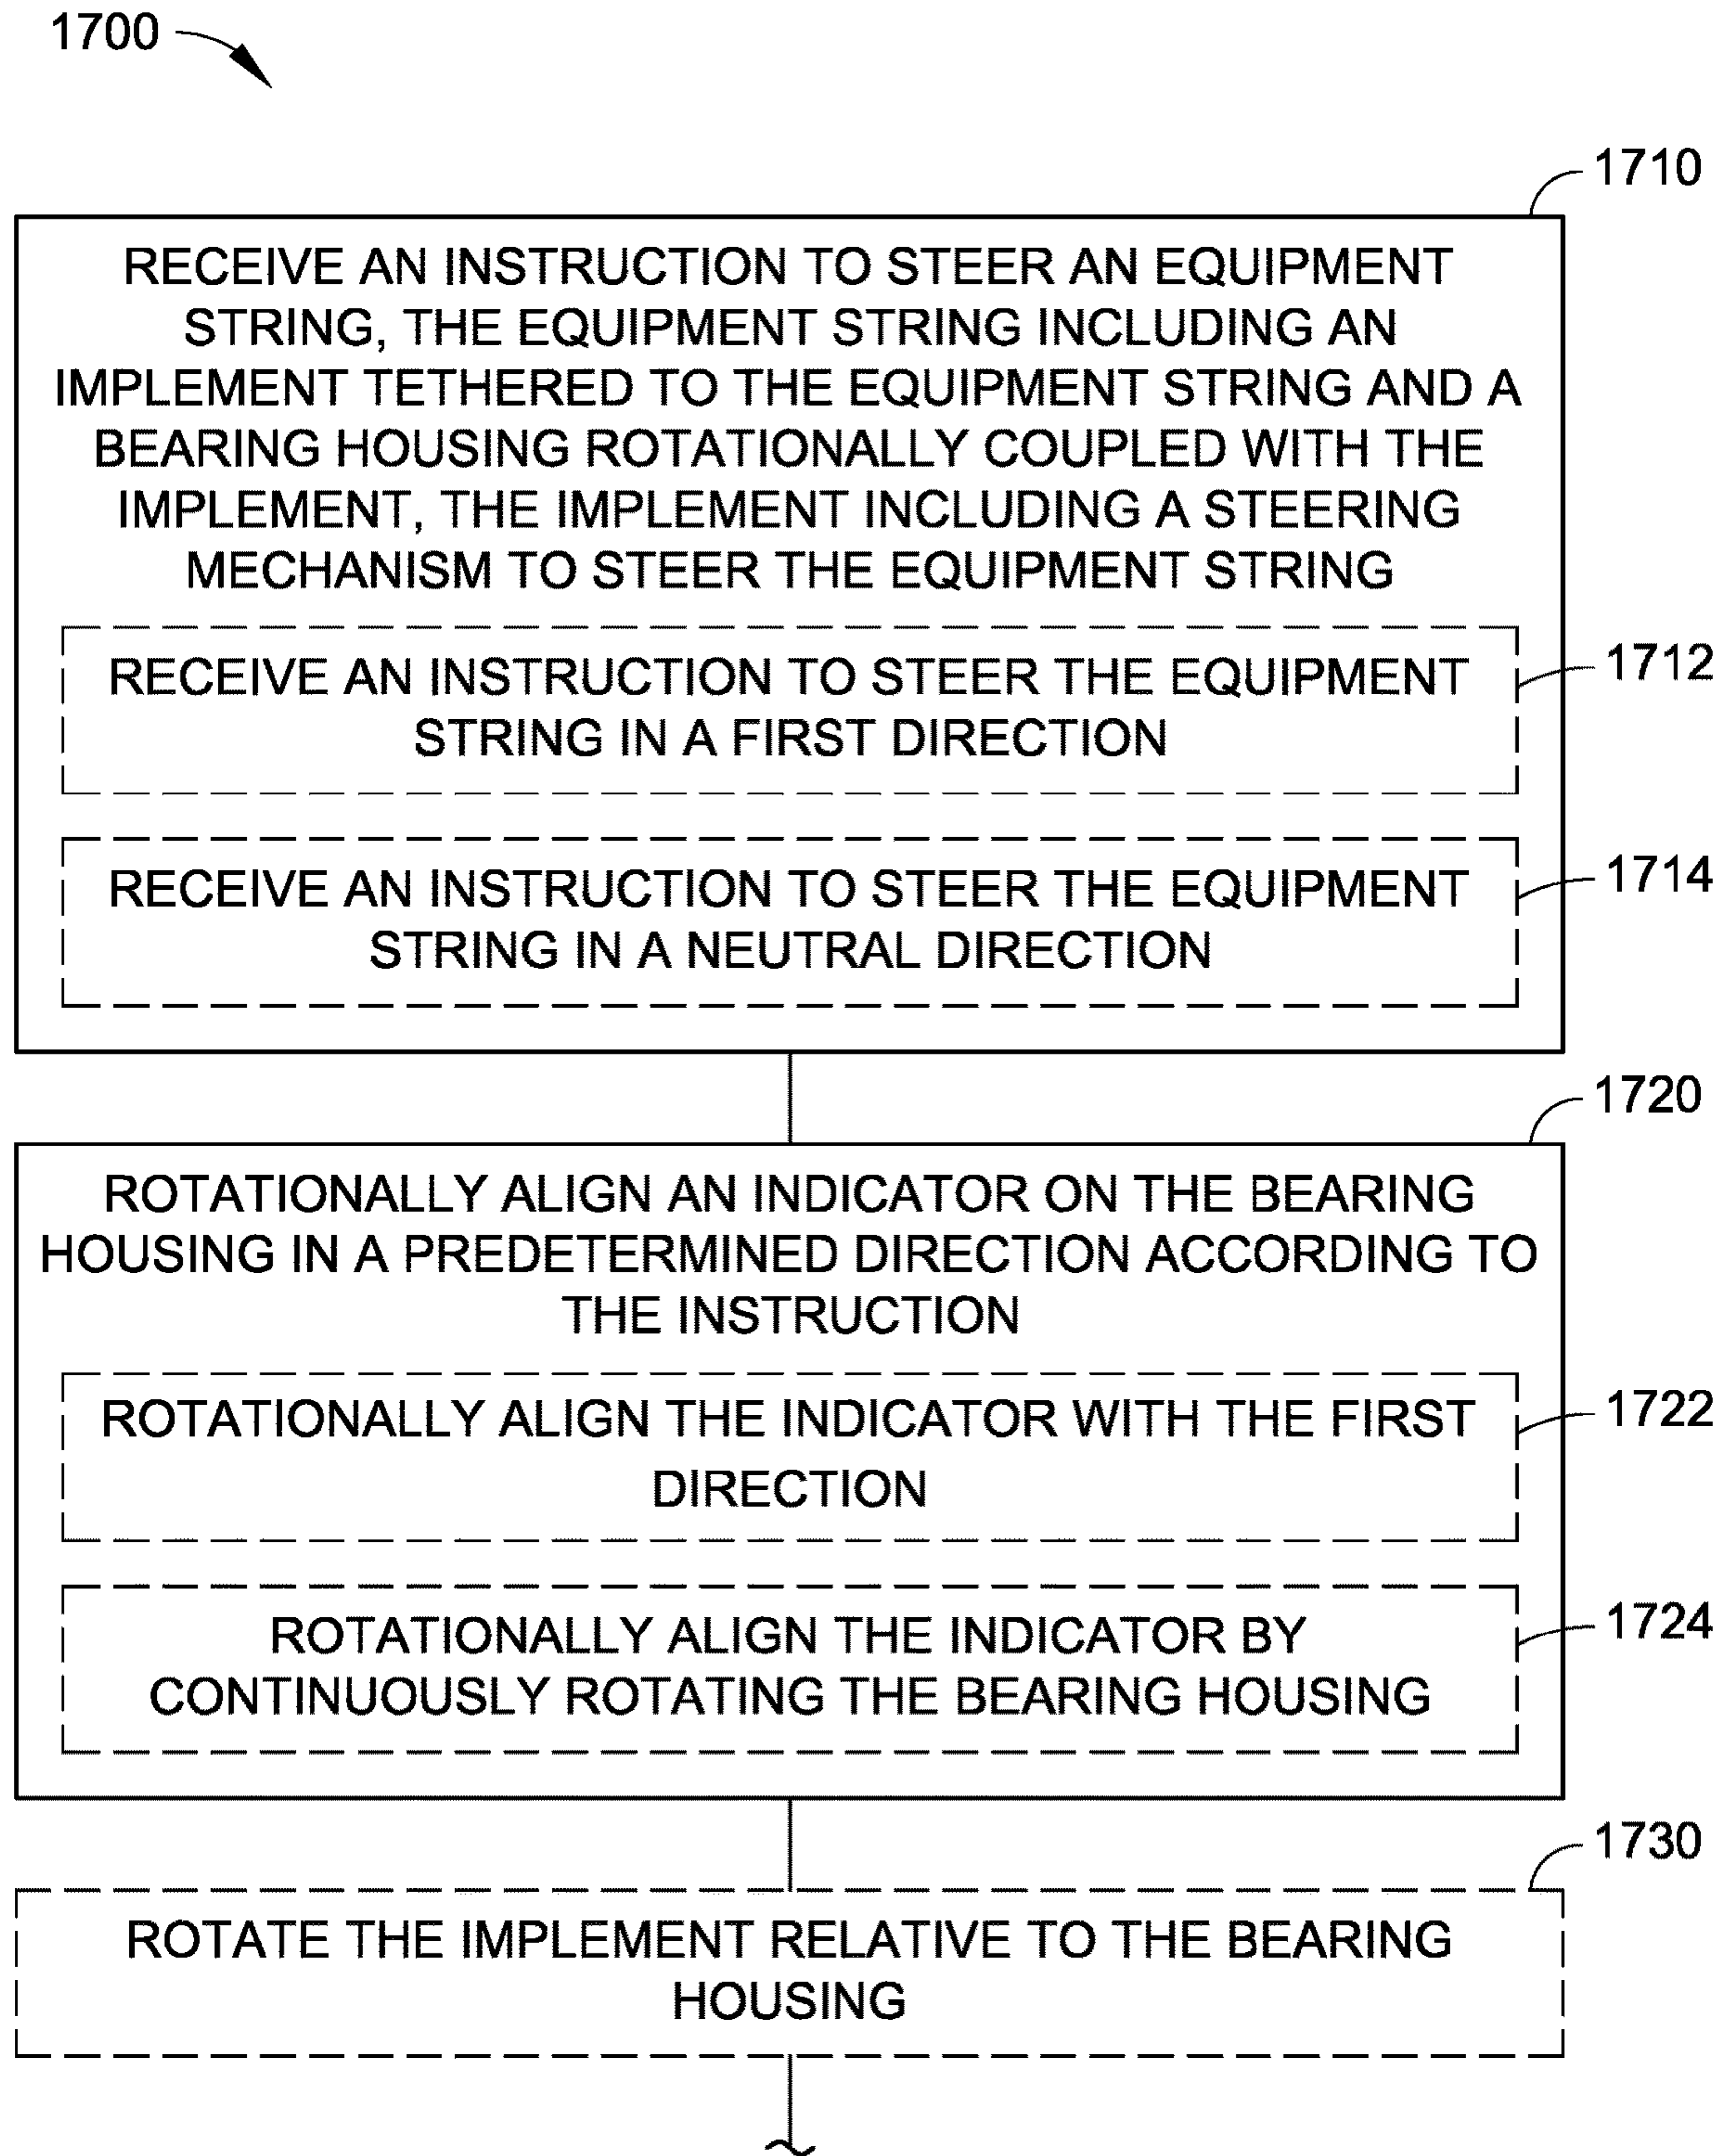 1700
1710
RECEIVE AN INSTRUCTION TO STEER AN EQUIPMENT
STRING, THE EQUIPMENT STRING INCLUDING AN
IMPLEMENT TETHERED TO THE EQUIPMENT STRING AND A
BEARING HOUSING ROTATIONALLY COUPLED WITH THE
IMPLEMENT, THE IMPLEMENT INCLUDING A STEERING
MECHANISM TO STEER THE EQUIPMENT STRING
1712
RECEIVE AN INSTRUCTION TO STEER THE EQUIPMENT
STRING IN A FIRST DIRECTION
1714
RECEIVE AN INSTRUCTION TO STEER THE EQUIPMENT
STRING IN A NEUTRAL DIRECTION
1720
ROTATIONALLY ALIGN AN INDICATOR ON THE BEARING
HOUSING IN A PREDETERMINED DIRECTION ACCORDING TO
THE INSTRUCTION
1722
ROTATIONALLY ALIGN THE INDICATOR WITH THE FIRST
DIRECTION
1724
ROTATIONALLY ALIGN THE INDICATOR BY
CONTINUOUSLY ROTATING THE BEARING HOUSING
1730
ROTATE THE IMPLEMENT RELATIVE TO THE BEARING
HOUSING